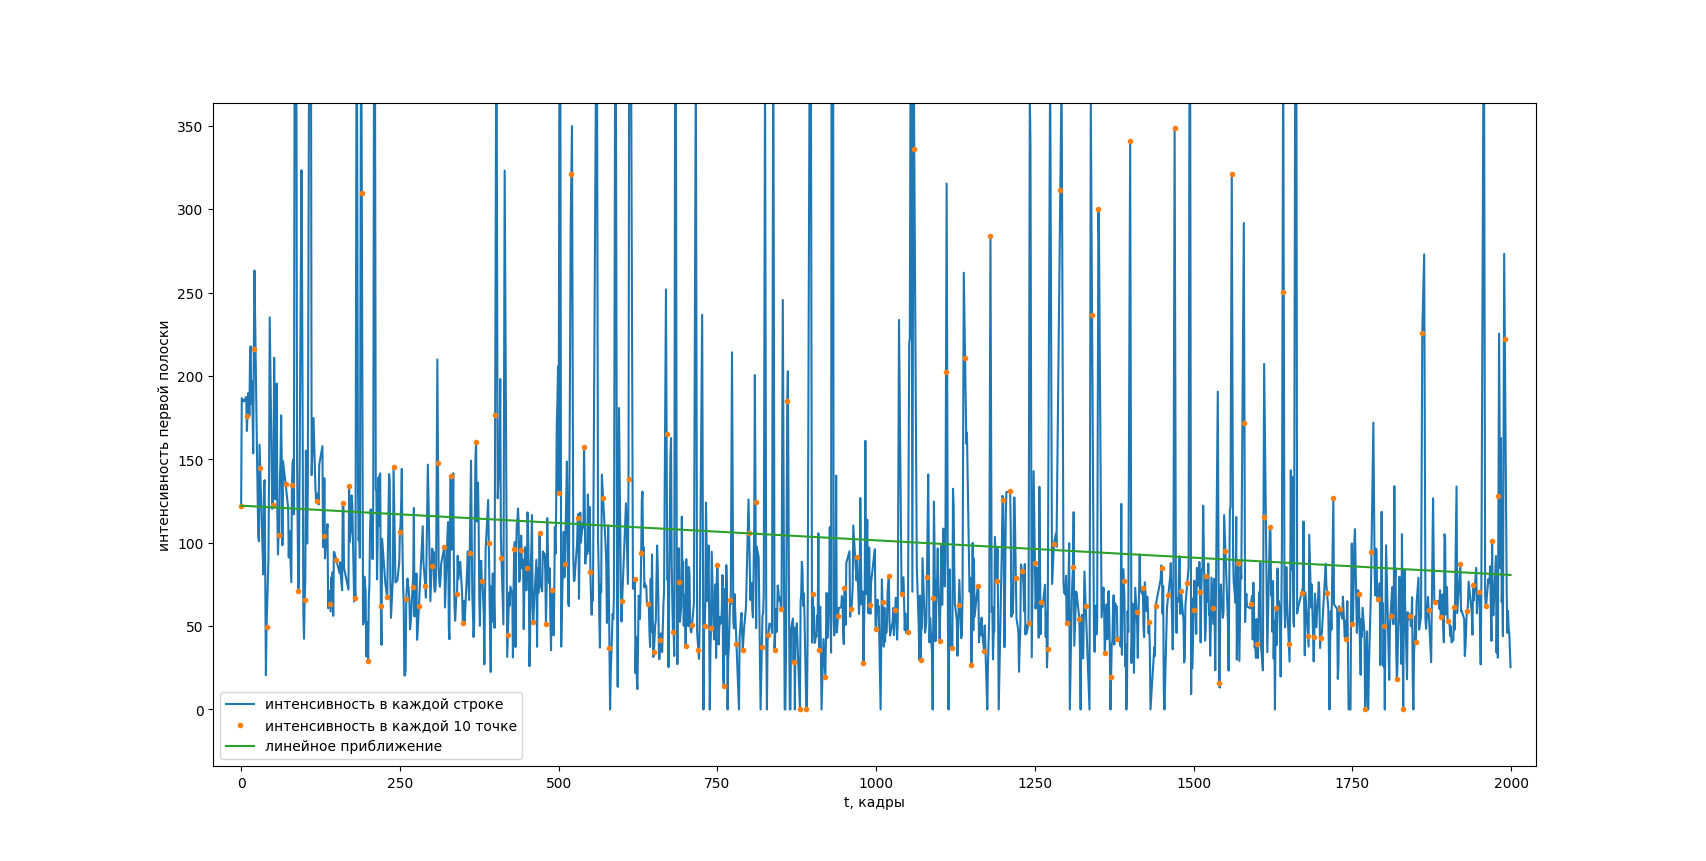 350
300
250
200
150
100
50
0
интенсивность первой полоски
интенсивность в каждой строке
интенсивность в каждой 10 точке
линейное приближение
0 250 500 750 1000 1250 1500 1750 2000
t, кадры